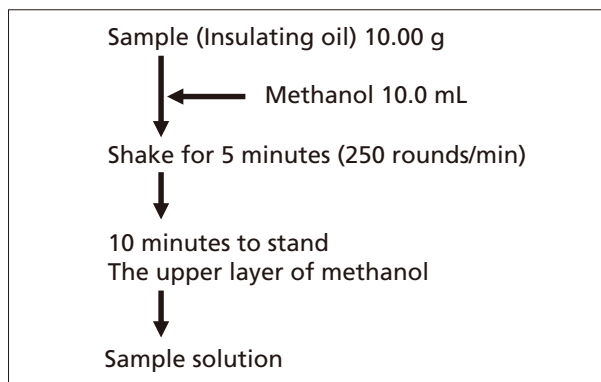 Sample (Insulating oil) 10.00 g
Methanol 10.0 mL
Shake for 5 minutes (250 rounds/min)
10 minutes to stand
The upper layer of methanol
Sample solution